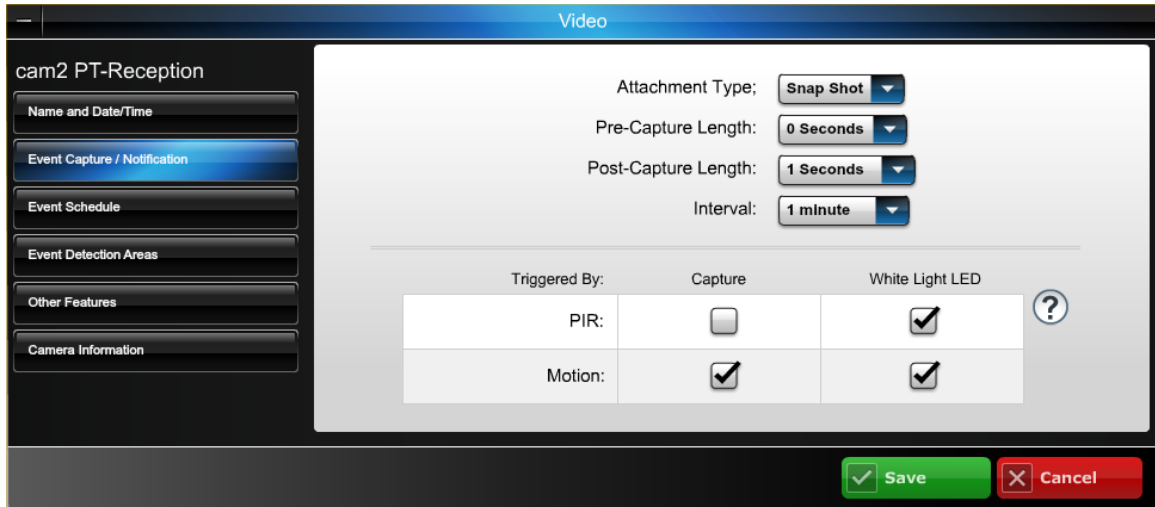 Video
cam2 PT-Reception
Name and Date/Time
Event Capture / Notification
Event Schedule
Event Detection Areas
Other Features
Camera Information
Attachment Type; Snap Shot
Pre-Capture Length: 0 Seconds
Post-Capture Length: 1 Seconds
Interval: 1 minute
Triggered By: Capture White Light LED
PIR:
?
Motion:
Save
Cancel